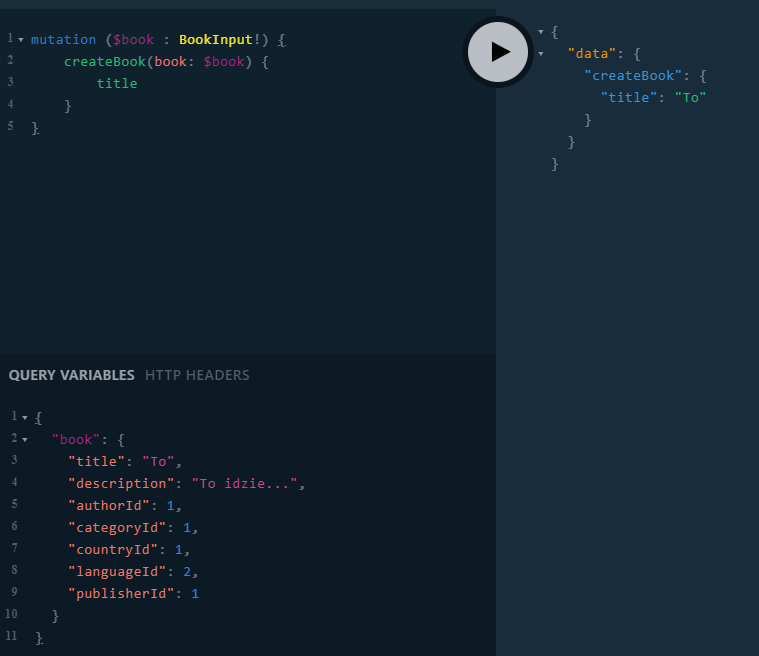 1 mutation ($book : BookInput!) {
2 createBook(book: $book) {
3 title
4 }
5 }
{
"data": {
"createBook": {
"title": "To"
}
}
}
QUERY VARIABLES HTTP HEADERS
1 {
2 "book": {
3 "title": "To",
4 "description": "To idzie...",
5 "authorId": 1,
6 "categoryId": 1,
7 "countryId": 1,
8 "languageId": 2,
9 "publisherId": 1
10 }
11 }